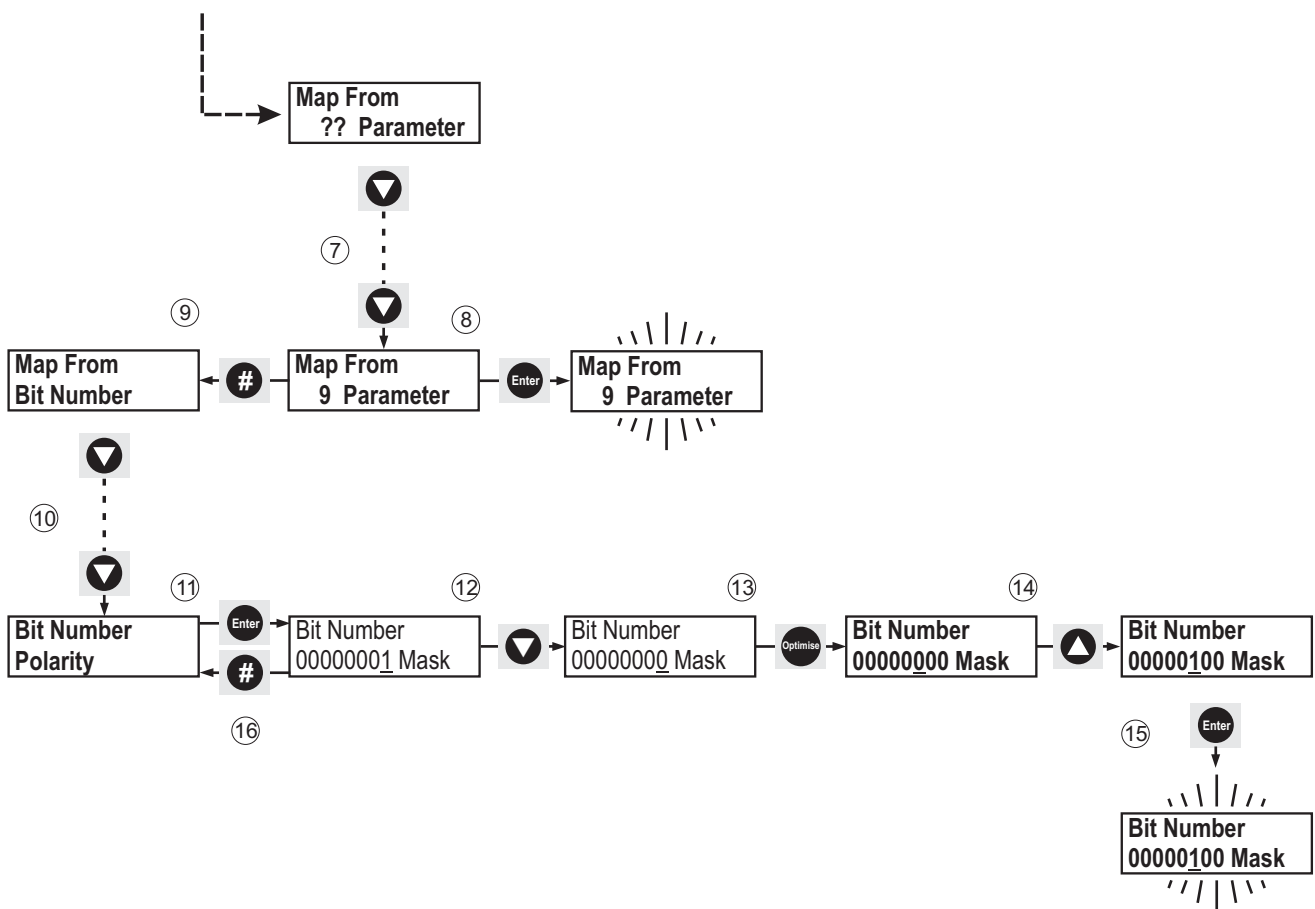 Map From
?? Parameter
7
9
8
Map From
Bit Number
#
Map From
9 Parameter
Enter
Map From
9 Parameter
10
11
12
13
14
Bit Number
Polarity
Enter
#
Bit Number
00000001 Mask
Bit Number
00000000 Mask
Optimise
Bit Number
00000000 Mask
Bit Number
00000100 Mask
16
15
Enter
Bit Number
00000100 Mask